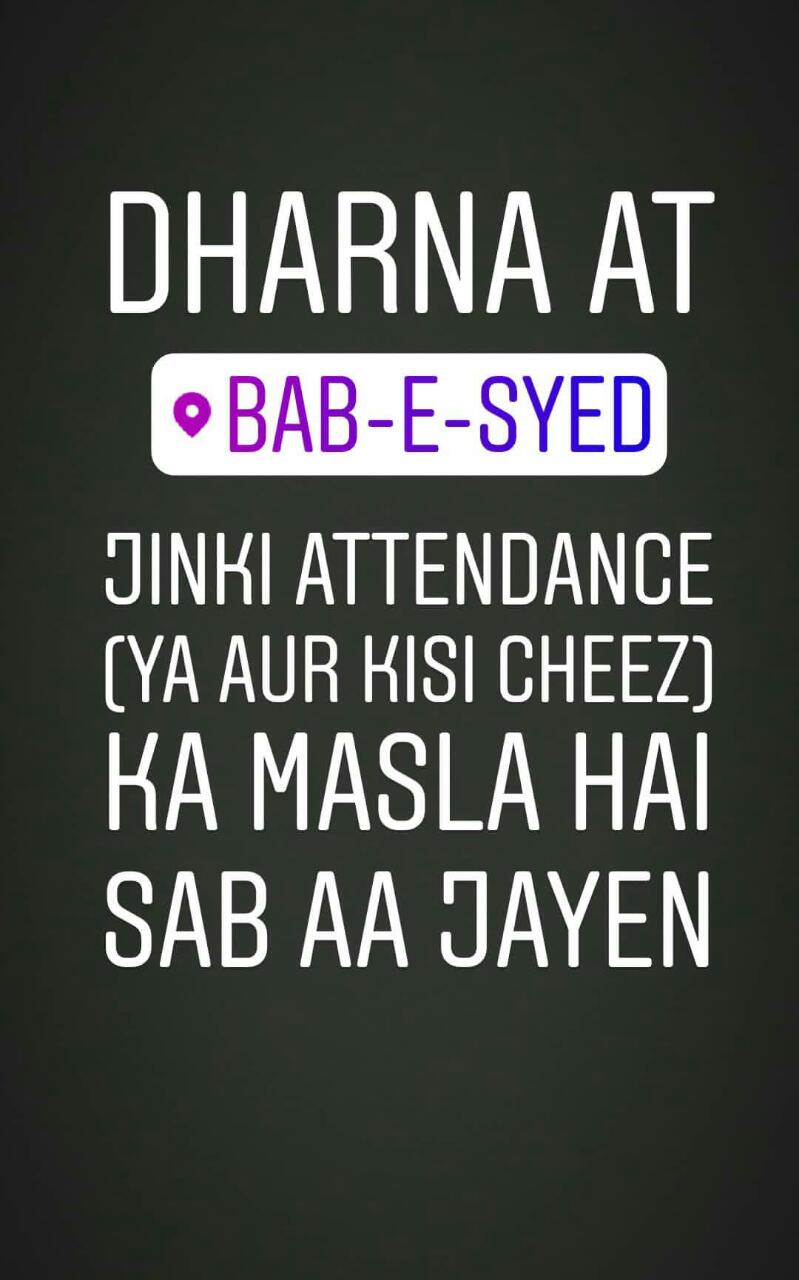 DHARNA AT
BAB-E-SYED
JINKI ATTENDANCE
(YA AUR KISI CHEEZ)
KA MASLA HAI
SAB AA JAYEN